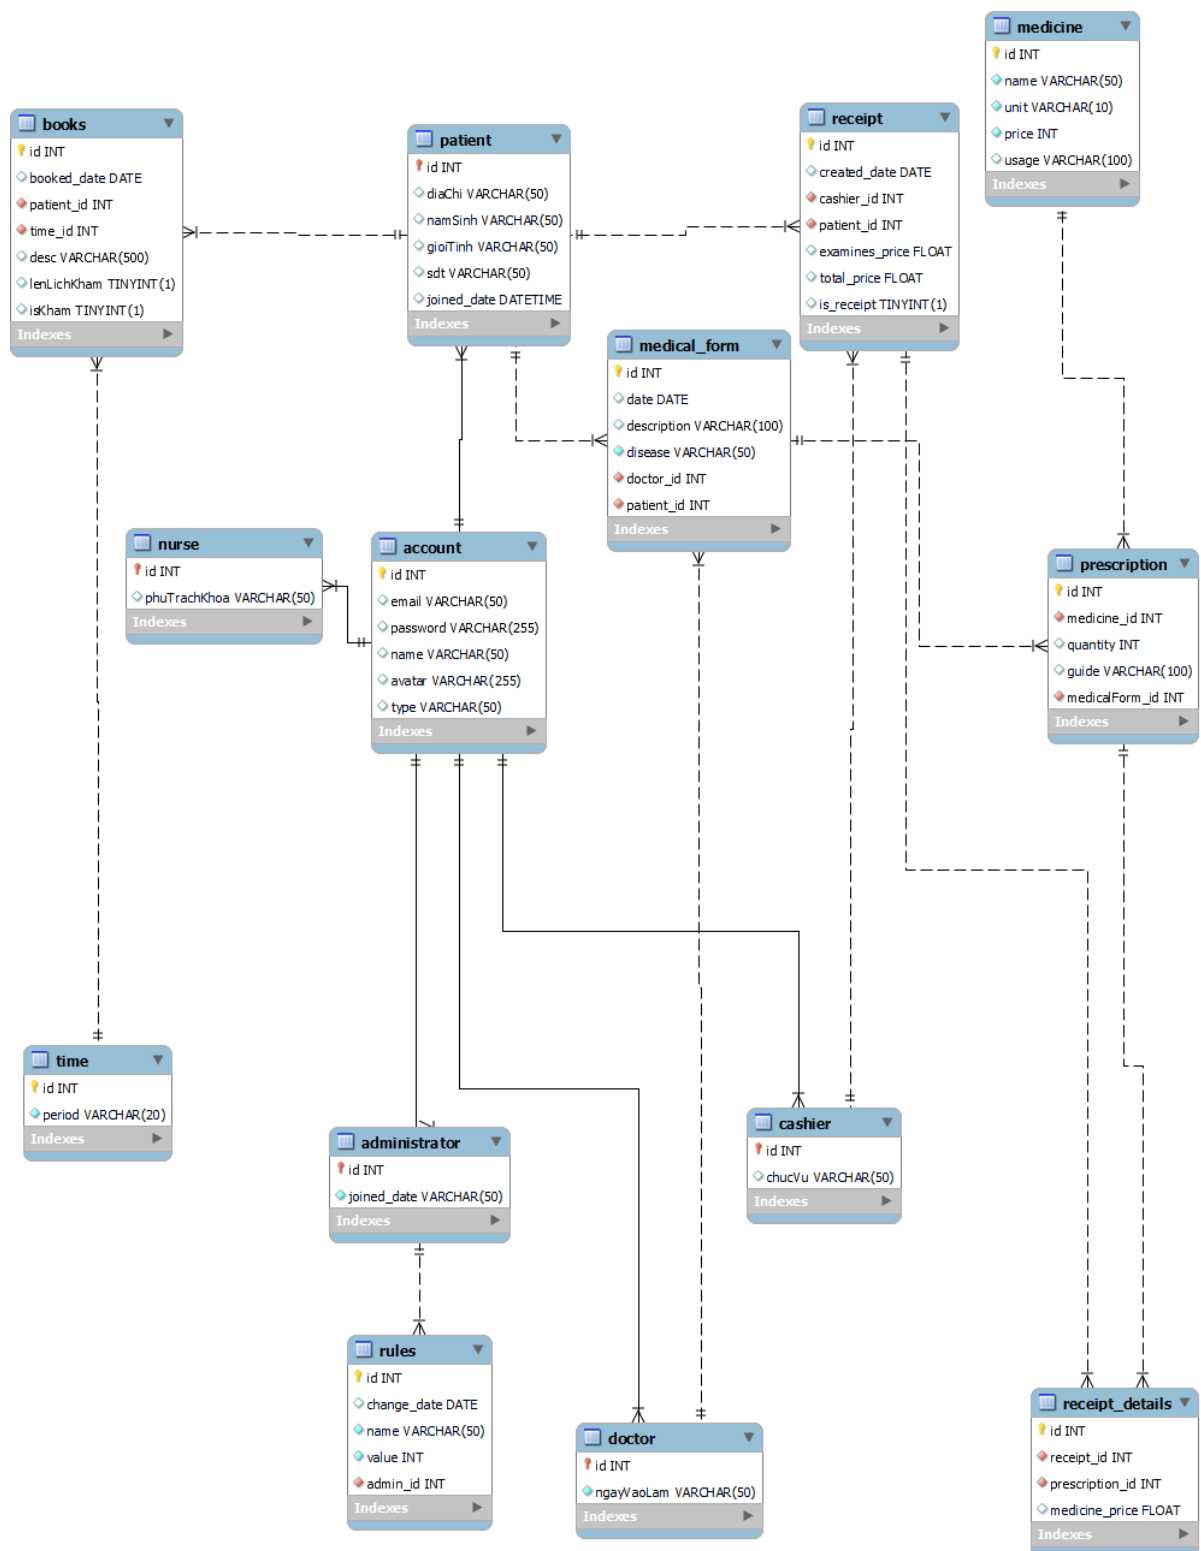 medicine
id INT
name VARCHAR(50)
unit VARCHAR(10)
price INT
usage VARCHAR(100)
Indexes
books
id INT
booked_date DATE
patient_id INT
time_id INT
desc VARCHAR(500)
lenLichKham TINYINT(1)
isKham TINYINT(1)
Indexes
patient
id INT
diaChi VARCHAR(50)
namSinh VARCHAR(50)
gioiTinh VARCHAR(50)
sdt VARCHAR(50)
joined_date DATETIME
Indexes
receipt
id INT
created_date DATE
cashier_id INT
patient_id INT
examines_price FLOAT
total_price FLOAT
is_receipt TINYINT(1)
Indexes
medical_form
id INT
date DATE
description VARCHAR(100)
disease VARCHAR(50)
doctor_id INT
patient_id INT
Indexes
nurse
id INT
phuTrachKhoa VARCHAR(50)
Indexes
account
id INT
email VARCHAR(50)
password VARCHAR(255)
name VARCHAR(50)
avatar VARCHAR(255)
type VARCHAR(50)
Indexes
prescription
id INT
medicine_id INT
quantity INT
guide VARCHAR(100)
medicalForm_id INT
Indexes
time
id INT
period VARCHAR(20)
Indexes
administrator
id INT
joined_date VARCHAR(50)
Indexes
cashier
id INT
chucVu VARCHAR(50)
Indexes
rules
id INT
change_date DATE
name VARCHAR(50)
value INT
admin_id INT
Indexes
doctor
id INT
ngayVaoLam VARCHAR(50)
Indexes
receipt_details
id INT
receipt_id INT
prescription_id INT
medicine_price FLOAT
Indexes